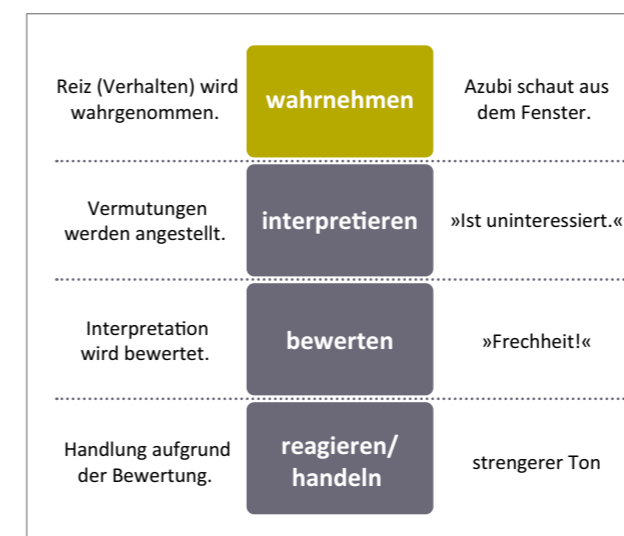 Reiz (Verhalten) wird
wahrgenommen.
wahrnehmen
Azubi schaut aus
dem Fenster.
Vermutungen
werden angestellt.
interpretieren
»Ist uninteressiert.«
Interpretation
wird bewertet.
bewerten
»Frechheit!«
Handlung aufgrund
der Bewertung.
reagieren/
handeln
strengerer Ton